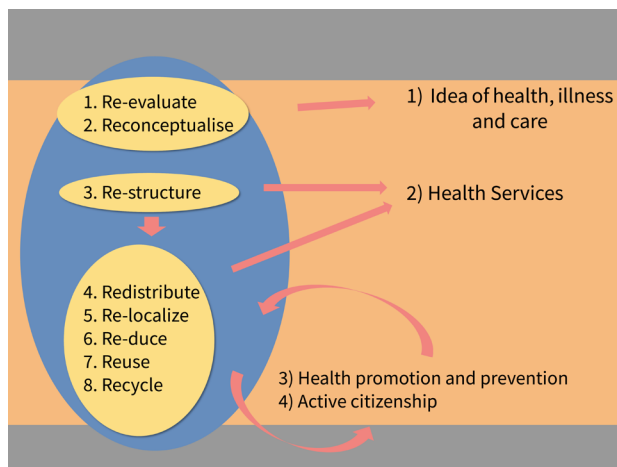 1. Re-evaluate
2. Reconceptualise
1) Idea of health, illness
and care
3. Re-structure
2) Health Services
4. Redistribute
5. Re-localize
6. Re-duce
7. Reuse
8. Recycle
3) Health promotion and prevention
4) Active citizenship